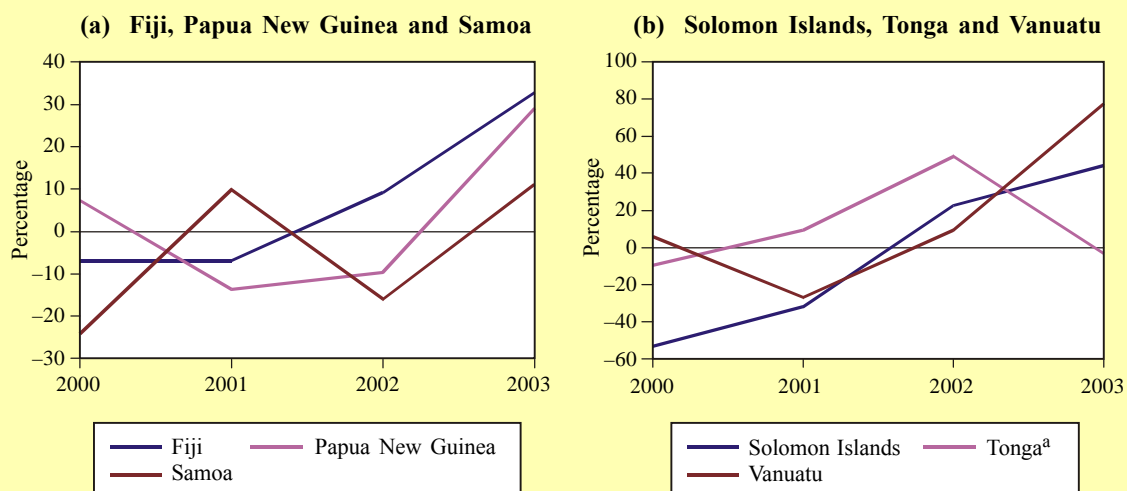 (a) Fiji, Papua New Guinea and Samoa
Percentage
40
30
20
10
0
–10
–20
–30
2000 2001 2002 2003
Fiji Papua New Guinea
Samoa
(b) Solomon Islands, Tonga and Vanuatu
Percentage
100
80
60
40
20
0
–20
–40
–60
2000 2001 2002 2003
Solomon Islands Tongaᵃ
Vanuatu